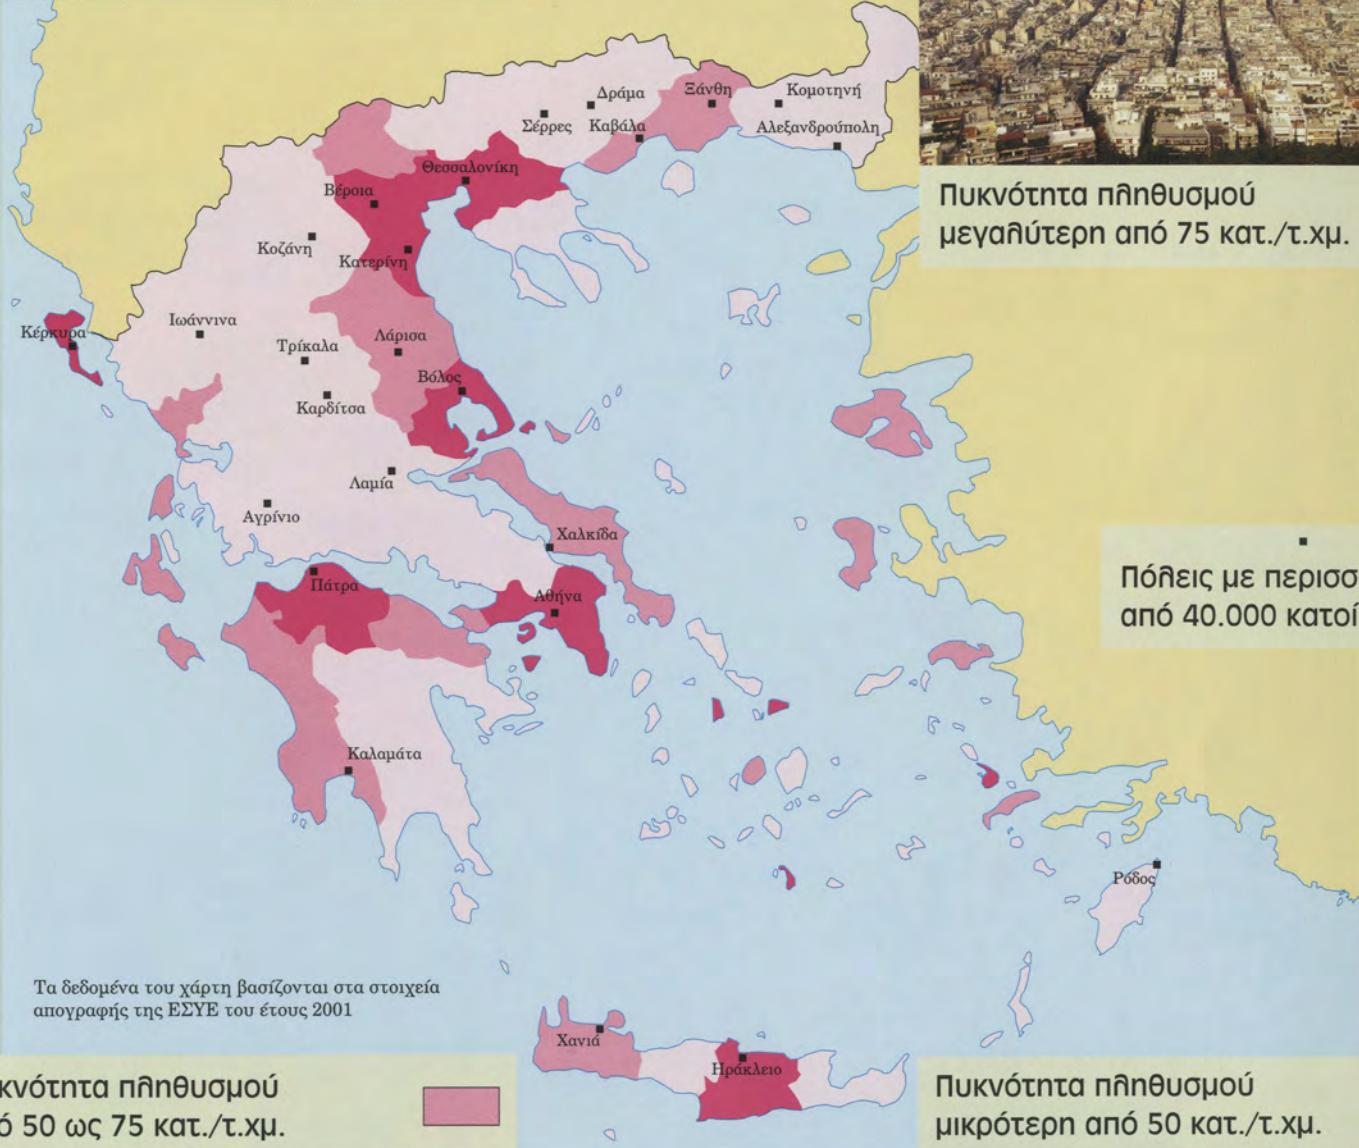 Δράμα
Ξάνθη
Κομοτηνή
Σέρρες
Καβάλα
Αλεξανδρούπολη
Θεσσαλονίκη
Βέροια
Πυκνότητα πληθυσμού
μεγαλύτερη από 75 κατ./τ.χμ.
Κοζάνη
Κατερίνη
Κέρκυρα
Ιωάννινα
Τρίκαλα
Λάρισα
Βόλος
Καρδίτσα
Λαμία
Αγρίνιο
Χαλκίδα
Πάτρα
Αθήνα
Πόλεις με περισσ
από 40.000 κατοί
Καλαμάτα
Ρόδος
Τα δεδομένα του χάρτη βασίζονται στα στοιχεία
απογραφής της ΕΣΥΕ του έτους 2001
Χανιά
Ηράκλειο
κνότητα πληθυσμού
ό 50 ως 75 κατ./τ.χμ.
Πυκνότητα πληθυσμού
μικρότερη από 50 κατ./τ.χμ.